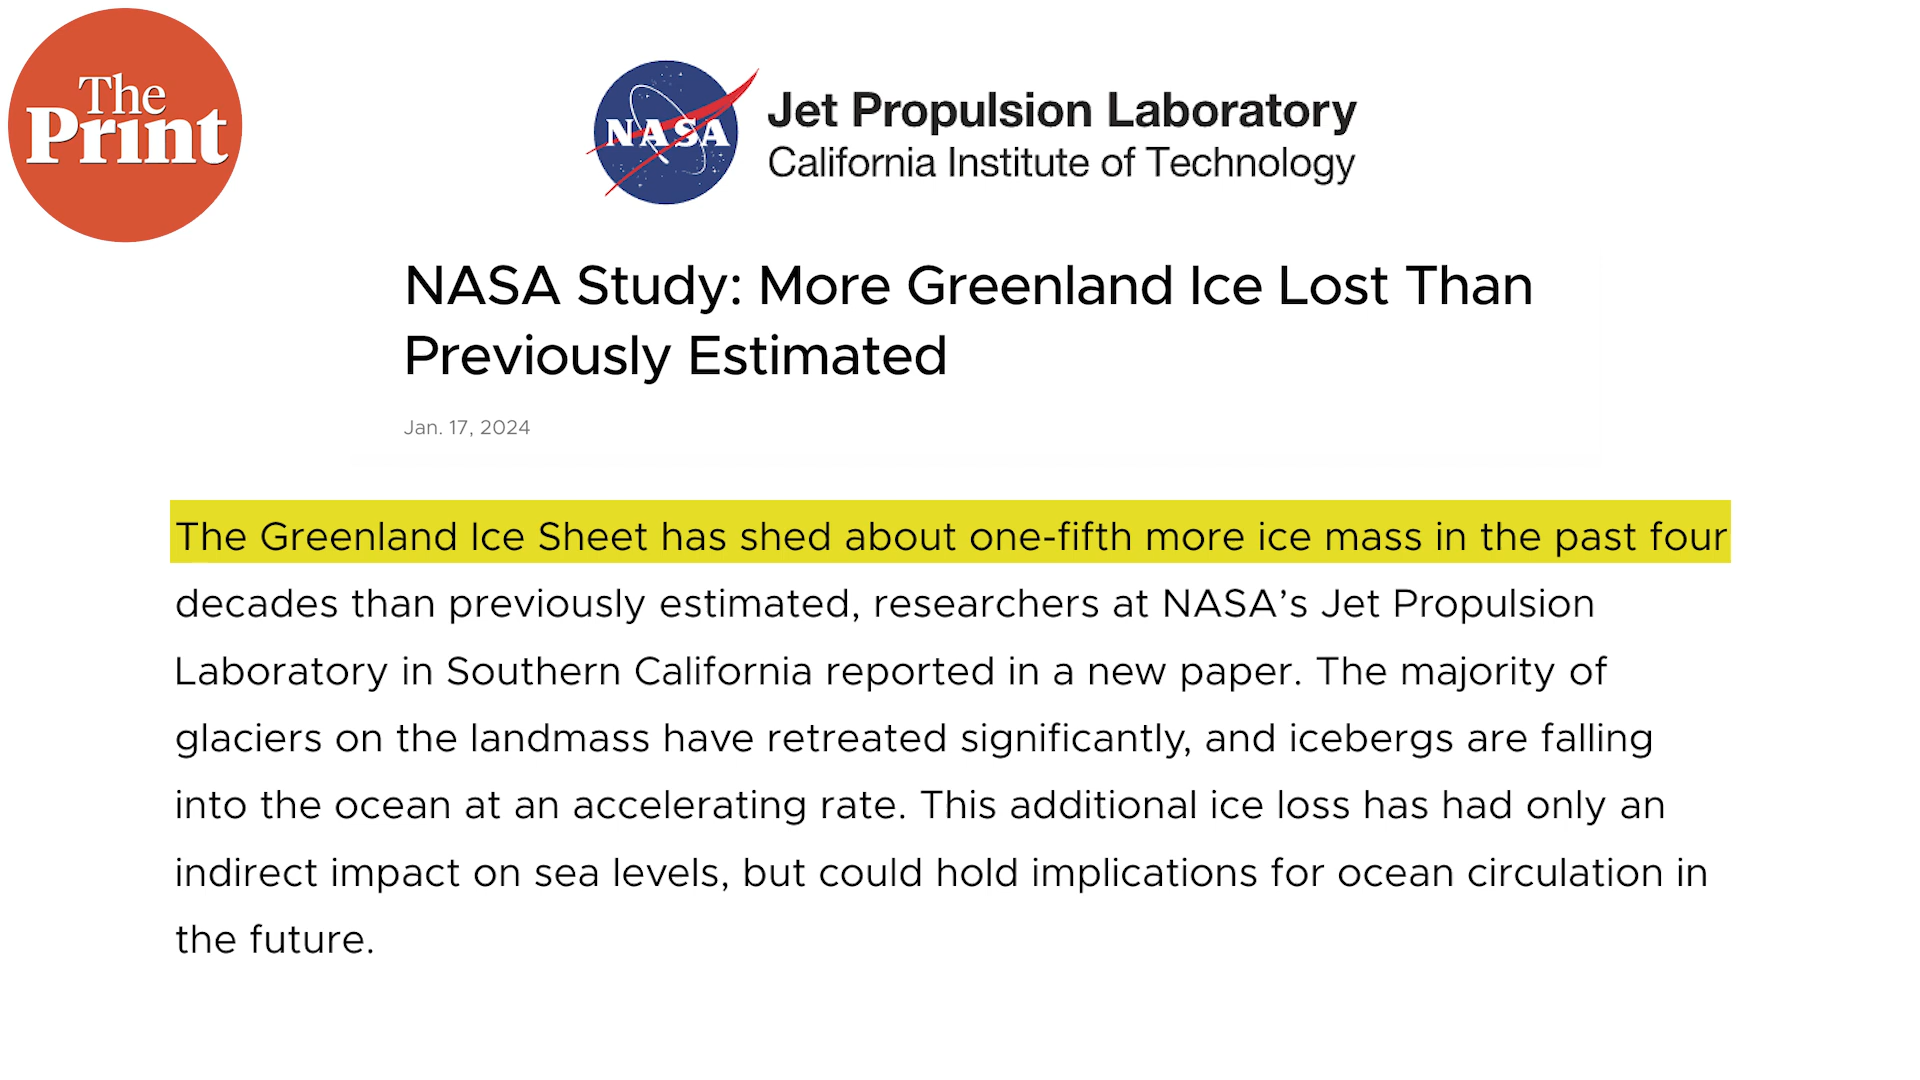 The
Print
NASA
Jet Propulsion Laboratory
California Institute of Technology
NASA Study: More Greenland Ice Lost Than
Previously Estimated
Jan. 17, 2024
The Greenland Ice Sheet has shed about one-fifth more ice mass in the past four
decades than previously estimated, researchers at NASA’s Jet Propulsion
Laboratory in Southern California reported in a new paper. The majority of
glaciers on the landmass have retreated significantly, and icebergs are falling
into the ocean at an accelerating rate. This additional ice loss has had only an
indirect impact on sea levels, but could hold implications for ocean circulation in
the future.